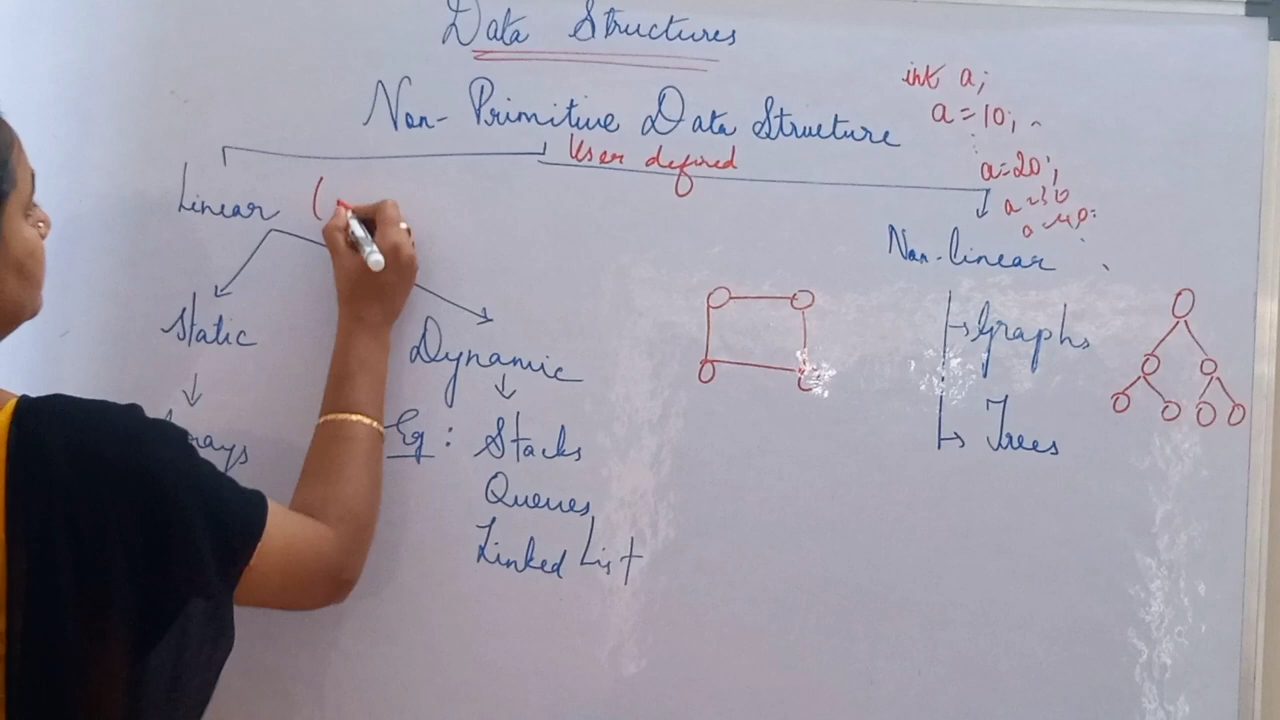 Data Structures
Non-Primitive Data Structure
User defined
int a;
a=10;
a=20;
a=30
Linear (
Non-linear
Static
Dynamic
Graphs
Trees
Eg: Stacks
Queues
Linked List